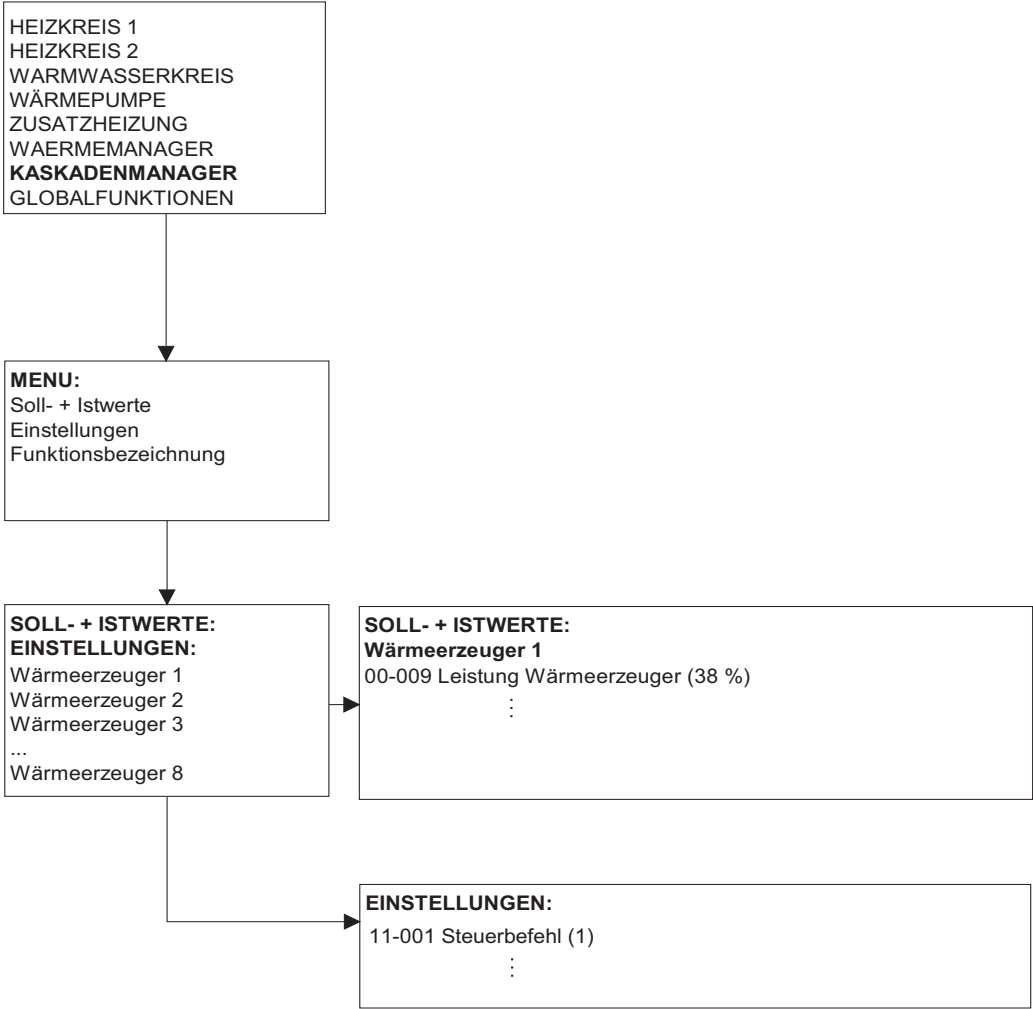 HEIZKREIS 1
HEIZKREIS 2
WARMWASSERKREIS
WÄRMEPUMPE
ZUSATZHEIZUNG
WAERMEMANAGER
KASKADENMANAGER
GLOBALFUNKTIONEN
MENU:
Soll- + Istwerte
Einstellungen
Funktionsbezeichnung
SOLL- + ISTWERTE:
EINSTELLUNGEN:
Wärmeerzeuger 1
Wärmeerzeuger 2
Wärmeerzeuger 3
...
Wärmeerzeuger 8
SOLL- + ISTWERTE:
Wärmeerzeuger 1
00-009 Leistung Wärmeerzeuger (38 %)
⋮
EINSTELLUNGEN:
11-001 Steuerbefehl (1)
⋮